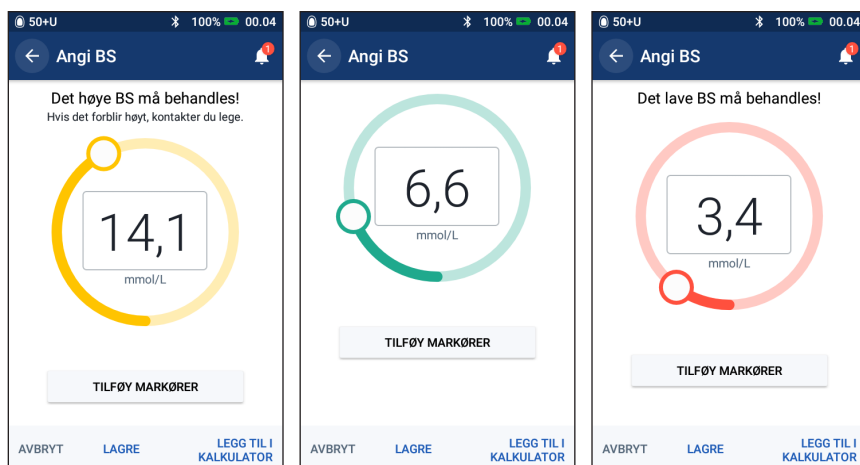 50+U 100% 00.04
Angi BS 1
Det høye BS må behandles!
Hvis det forblir høyt, kontakter du lege.
14,1
mmol/L
TILFØY MARKØRER
AVBRYT LAGRE LEGG TIL I
KALKULATOR
50+U 100% 00.04
Angi BS 1
6,6
mmol/L
TILFØY MARKØRER
AVBRYT LAGRE LEGG TIL I
KALKULATOR
50+U 100% 00.04
Angi BS 1
Det lave BS må behandles!
3,4
mmol/L
TILFØY MARKØRER
AVBRYT LAGRE LEGG TIL I
KALKULATOR